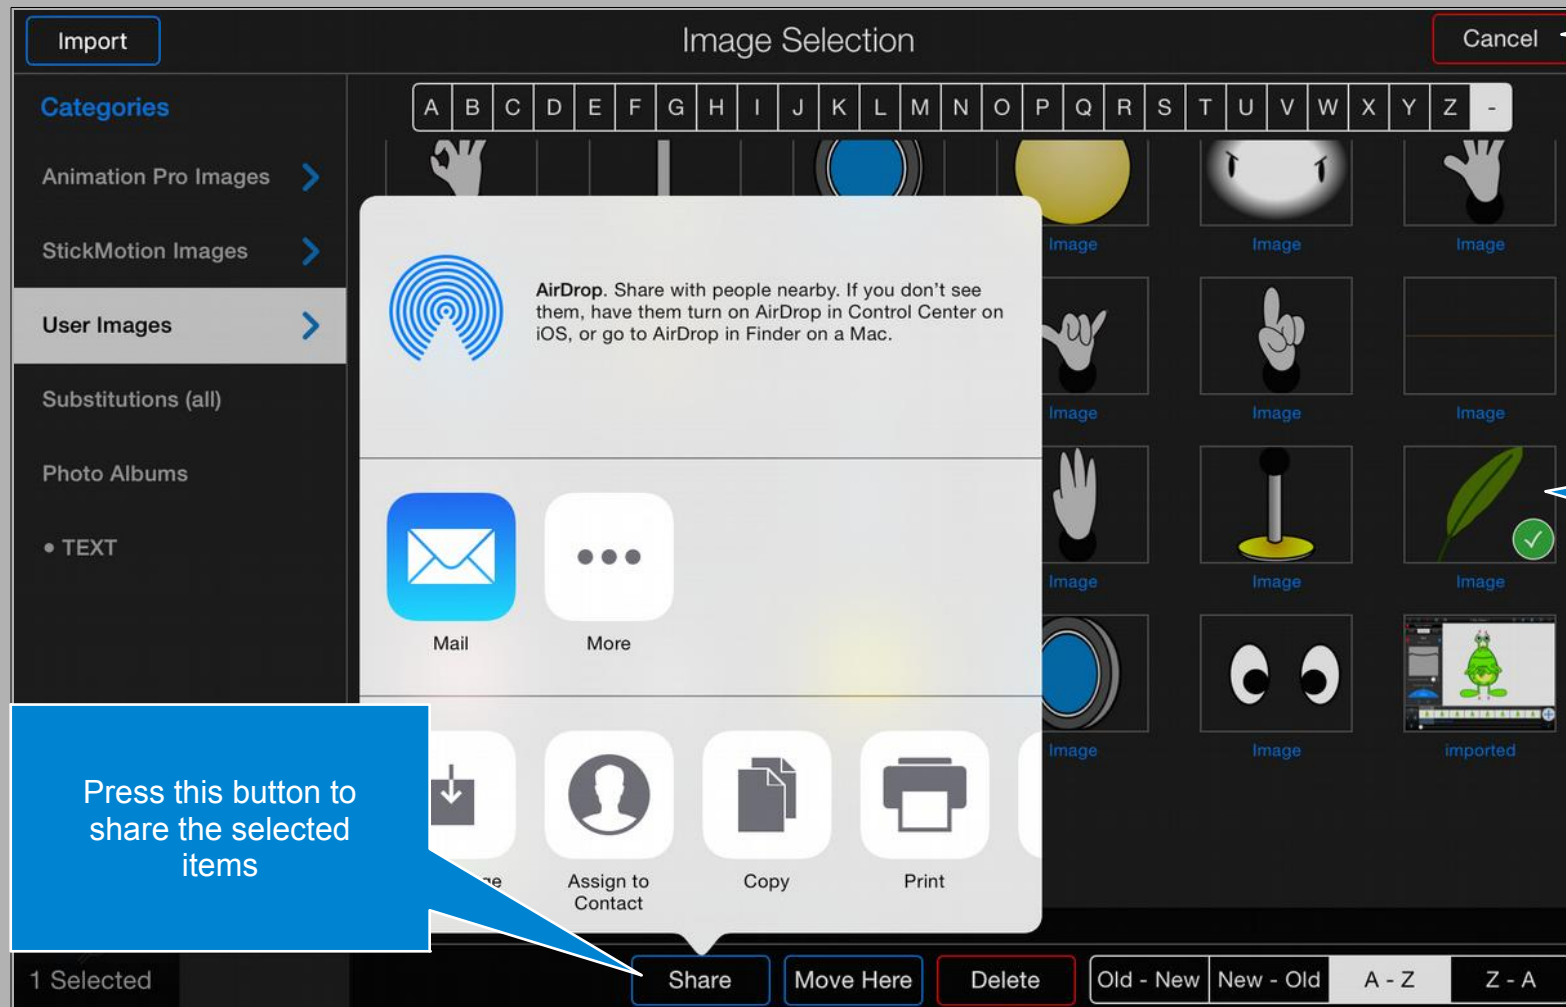 Import
Image Selection
Cancel
Categories
A B C D E F G H I J K L M N O P Q R S T U V W X Y Z -
Animation Pro Images
StickMotion Images
User Images
Substitutions (all)
Photo Albums
• TEXT
Image Image Image
AirDrop. Share with people nearby. If you don't see
them, have them turn on AirDrop in Control Center on
iOS, or go to AirDrop in Finder on a Mac.
Image Image Image
Image Image Image
Mail More
Image Image imported
Press this button to
share the selected
items
Assign to
Contact
Copy
Print
1 Selected
Share Move Here Delete Old - New New - Old A - Z Z - A